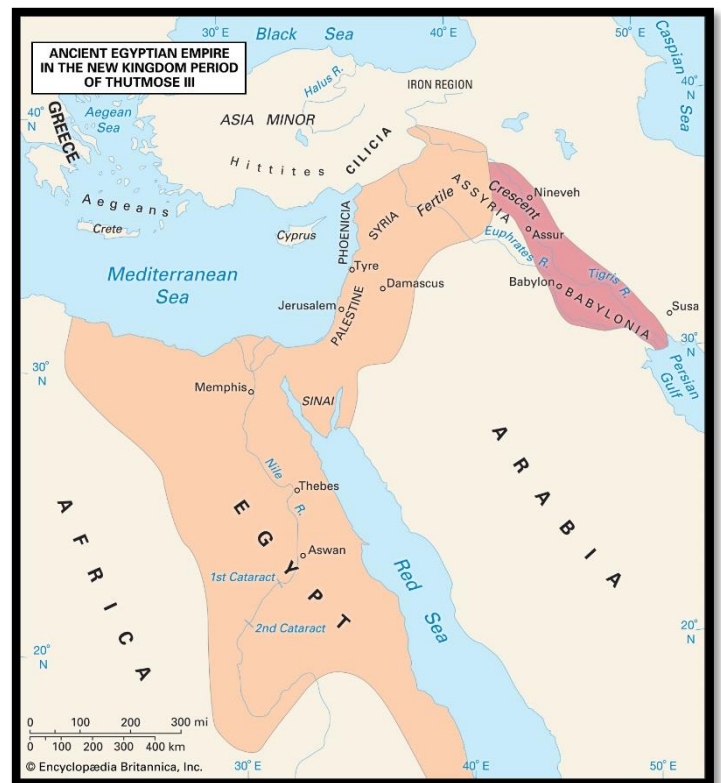 ANCIENT EGYPTIAN EMPIRE
IN THE NEW KINGDOM PERIOD
OF THUTMOSE III
30° E
Black Sea
40° E
50° E
Caspian Sea
40° N
40° N
GREECE
Aegean
Sea
Halus R.
IRON REGION
ASIA MINOR
Hittites
CILICIA
Aegeans
Crete
Cyprus
PHOENICIA
SYRIA
Fertile Crescent
ASSYRIA
Nineveh
Assur
Euphrates R.
Tigris R.
Mediterranean
Sea
Tyre
Damascus
Babylon
BABYLONIA
Susa
Jerusalem
PALESTINE
30° N
30° N
Persian
Gulf
Memphis
SINAI
ARABIA
Nile R.
Thebes
EGYPT
AFRICA
Aswan
1st Cataract
2nd Cataract
Red Sea
20° N
20° N
0 100 200 300 mi
0 100 200 300 400 km
© Encyclopædia Britannica, Inc.
30° E
40° E
50° E